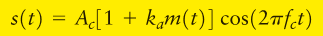 s(t) = A_c[1 + k_a m(t)] cos(2πf_c t)